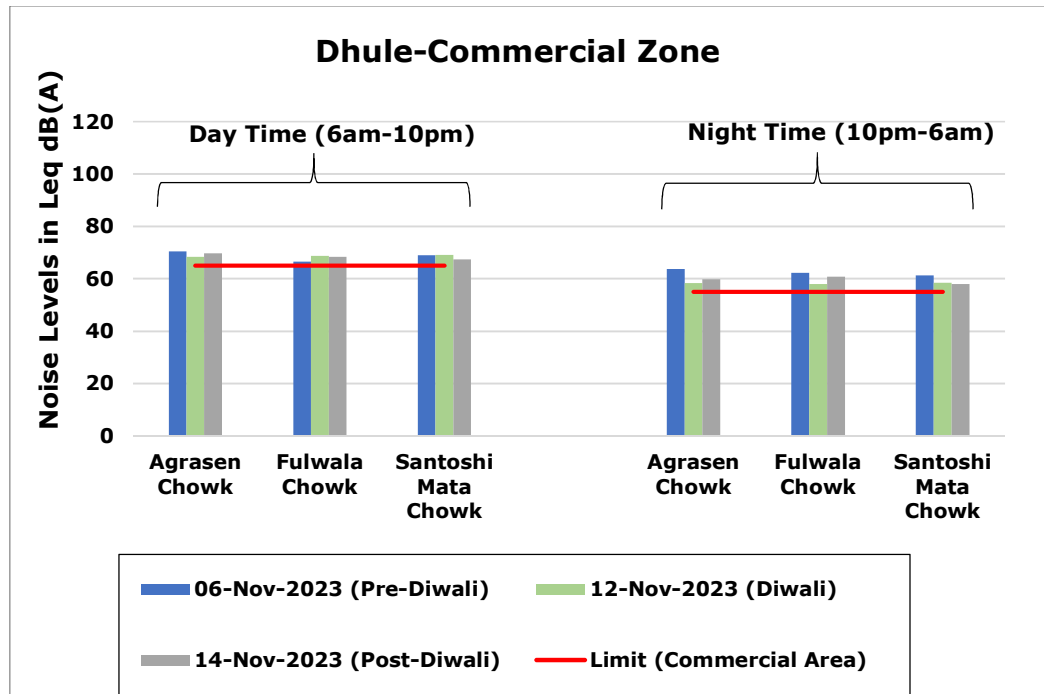 Dhule-Commercial Zone
Noise Levels in Leq dB(A)
120
100
80
60
40
20
0
Day Time (6am-10pm)
Night Time (10pm-6am)
Agrasen
Chowk
Fulwala
Chowk
Santoshi
Mata
Chowk
Agrasen
Chowk
Fulwala
Chowk
Santoshi
Mata
Chowk
06-Nov-2023 (Pre-Diwali)
12-Nov-2023 (Diwali)
14-Nov-2023 (Post-Diwali)
Limit (Commercial Area)